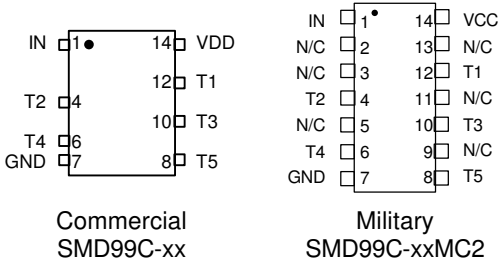 IN 1 14 VDD
12 T1
T2 4
10 T3
T4 6
GND 7 8 T5
Commercial
SMD99C-xx
IN 1 14 VCC
N/C 2 13 N/C
N/C 3 12 T1
T2 4 11 N/C
N/C 5 10 T3
T4 6 9 N/C
GND 7 8 T5
Military
SMD99C-xxMC2